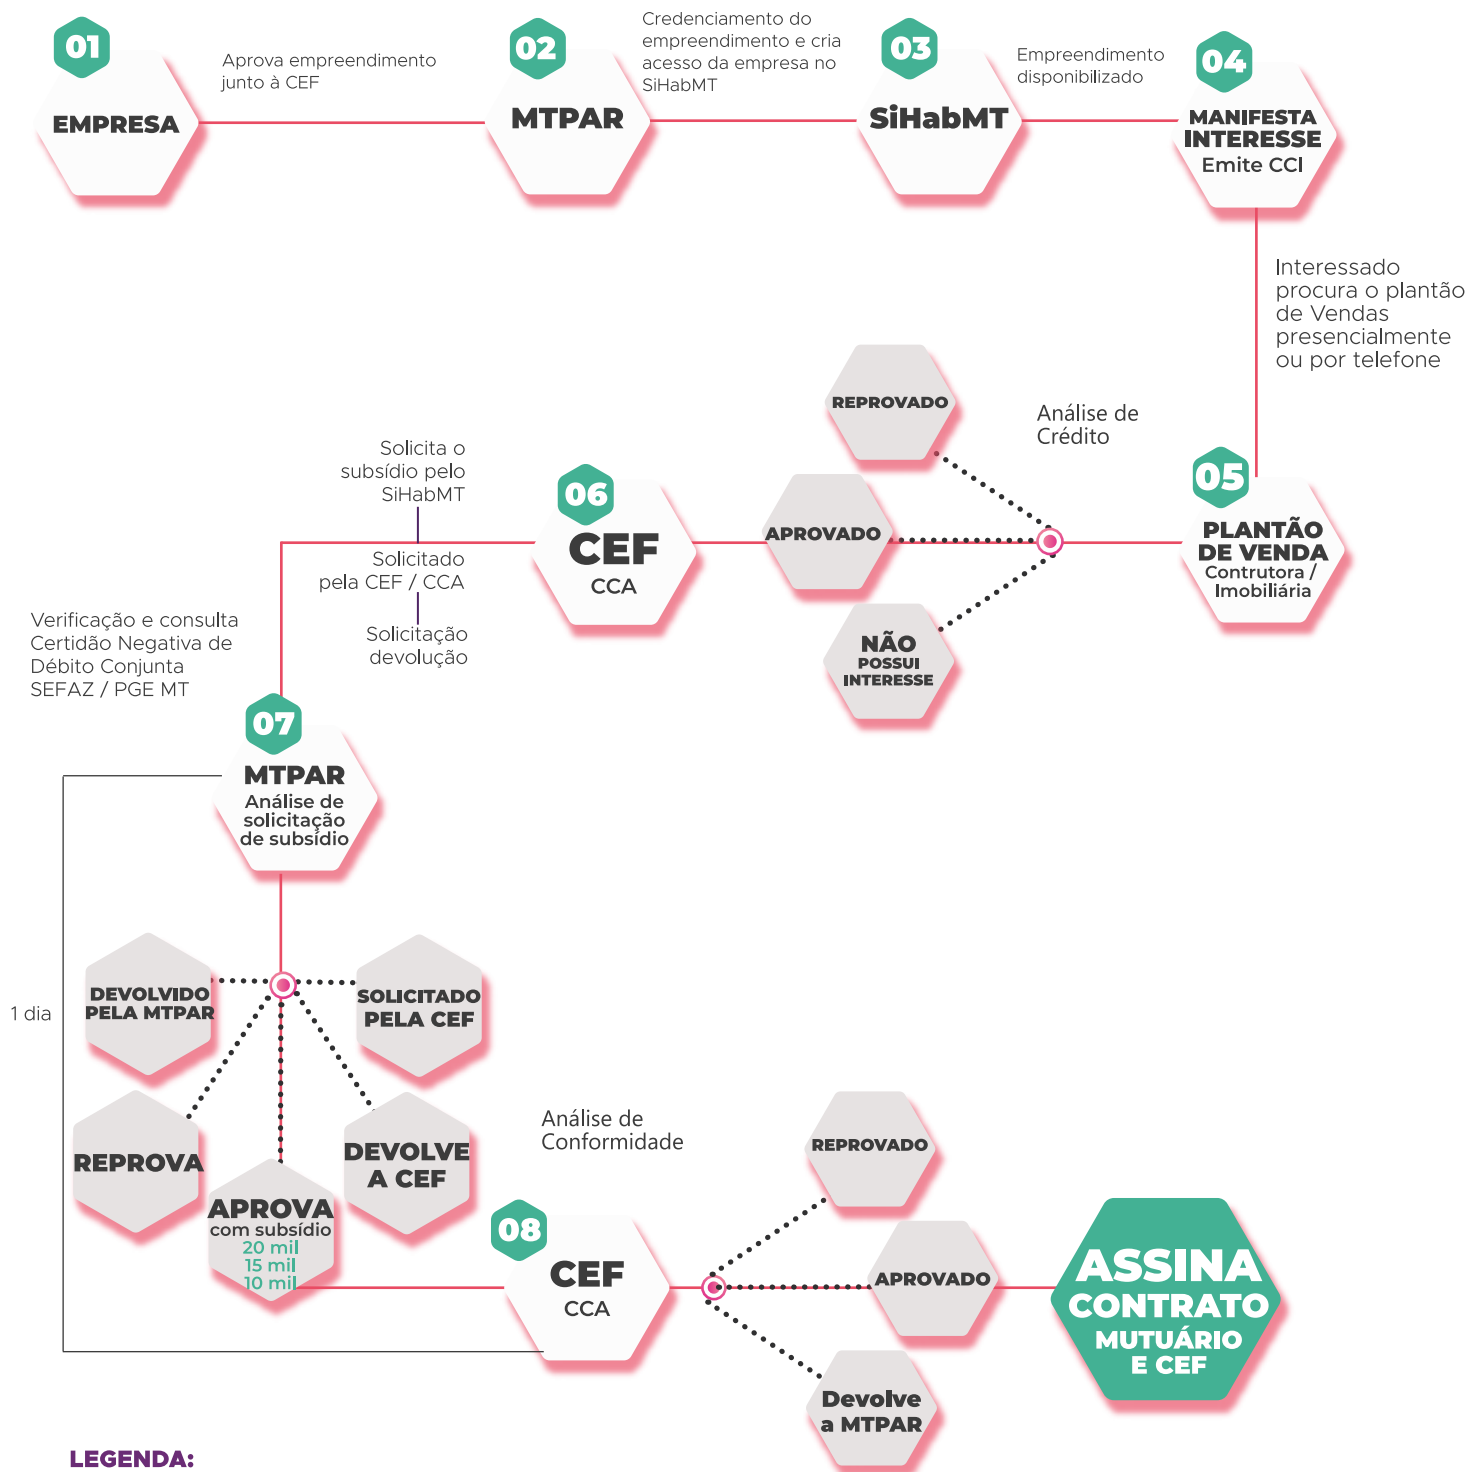 01
EMPRESA
Aprova empreendimento
junto à CEF
02
MTPAR
Credenciamento do
empreendimento e cria
acesso da empresa no
SiHabMT
03
SiHabMT
Empreendimento
disponibilizado
04
MANIFESTA
INTERESSE
Emite CCI
Interessado
procura o plantão
de Vendas
presencialmente
ou por telefone
05
PLANTÃO
DE VENDA
Contrutora /
Imobiliária
Análise de
Crédito
REPROVADO
APROVADO
NÃO
POSSUI
INTERESSE
06
CEF
CCA
Solicita o
subsídio pelo
SiHabMT
Solicitado
pela CEF / CCA
Solicitação
devolução
Verificação e consulta
Certidão Negativa de
Débito Conjunta
SEFAZ / PGE MT
07
MTPAR
Análise de
solicitação
de subsídio
1 dia
DEVOLVIDO
PELA MTPAR
SOLICITADO
PELA CEF
REPROVA
APROVA
com subsídio
20 mil
15 mil
10 mil
DEVOLVE
A CEF
Análise de
Conformidade
08
CEF
CCA
REPROVADO
APROVADO
Devolve
a MTPAR
ASSINA
CONTRATO
MUTUÁRIO
E CEF
LEGENDA: